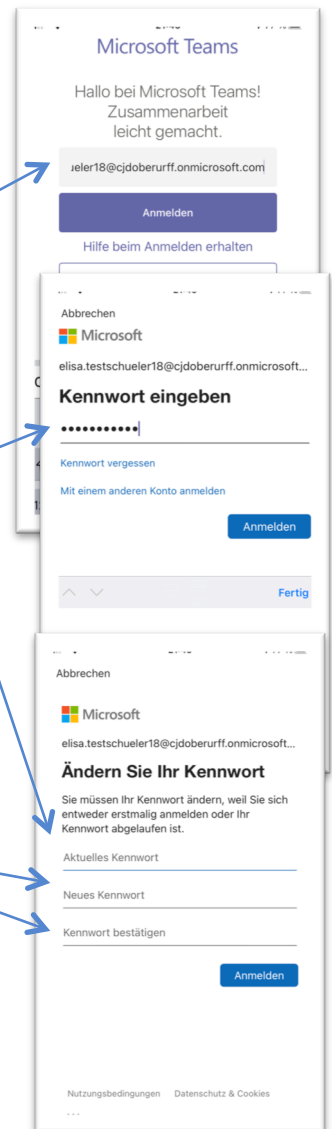 Microsoft Teams
Hallo bei Microsoft Teams!
Zusammenarbeit
leicht gemacht.
ueler18@cjdoberurff.onmicrosoft.com
Anmelden
Hilfe beim Anmelden erhalten
Abbrechen
Microsoft
elisa.testschueler18@cjdoberurff.onmicrosoft...
Kennwort eingeben
Kennwort vergessen
Mit einem anderen Konto anmelden
Anmelden
Fertig
Abbrechen
Microsoft
elisa.testschueler18@cjdoberurff.onmicrosoft...
Ändern Sie Ihr Kennwort
Sie müssen Ihr Kennwort ändern, weil Sie sich
entweder erstmalig anmelden oder Ihr
Kennwort abgelaufen ist.
Aktuelles Kennwort
Neues Kennwort
Kennwort bestätigen
Anmelden
Nutzungsbedingungen Datenschutz & Cookies
...